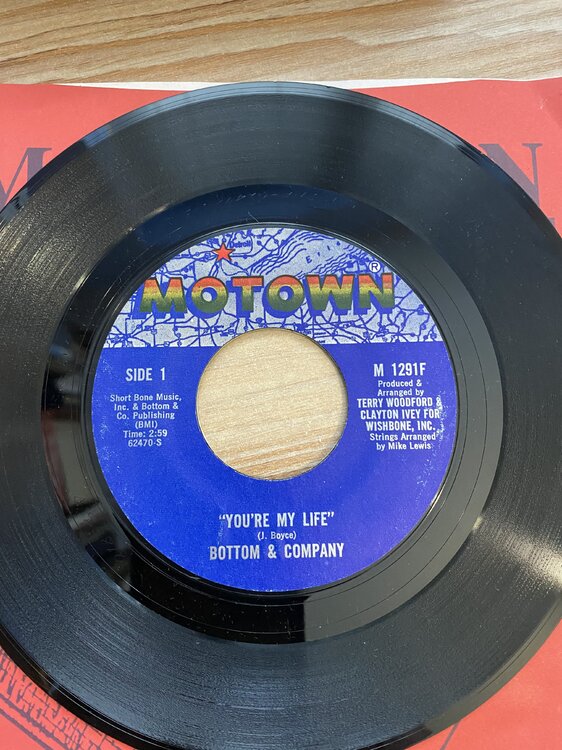 Detroit
MOTOWN®
SIDE 1
Short Bone Music,
Inc. & Bottom &
Co. Publishing
(BMI)
Time: 2:59
62470-S
M 1291F
Produced &
Arranged by
TERRY WOODFORD &
CLAYTON IVEY FOR
WISHBONE, INC.
Strings Arranged
by Mike Lewis
"YOU'RE MY LIFE"
(J. Boyce)
BOTTOM & COMPANY